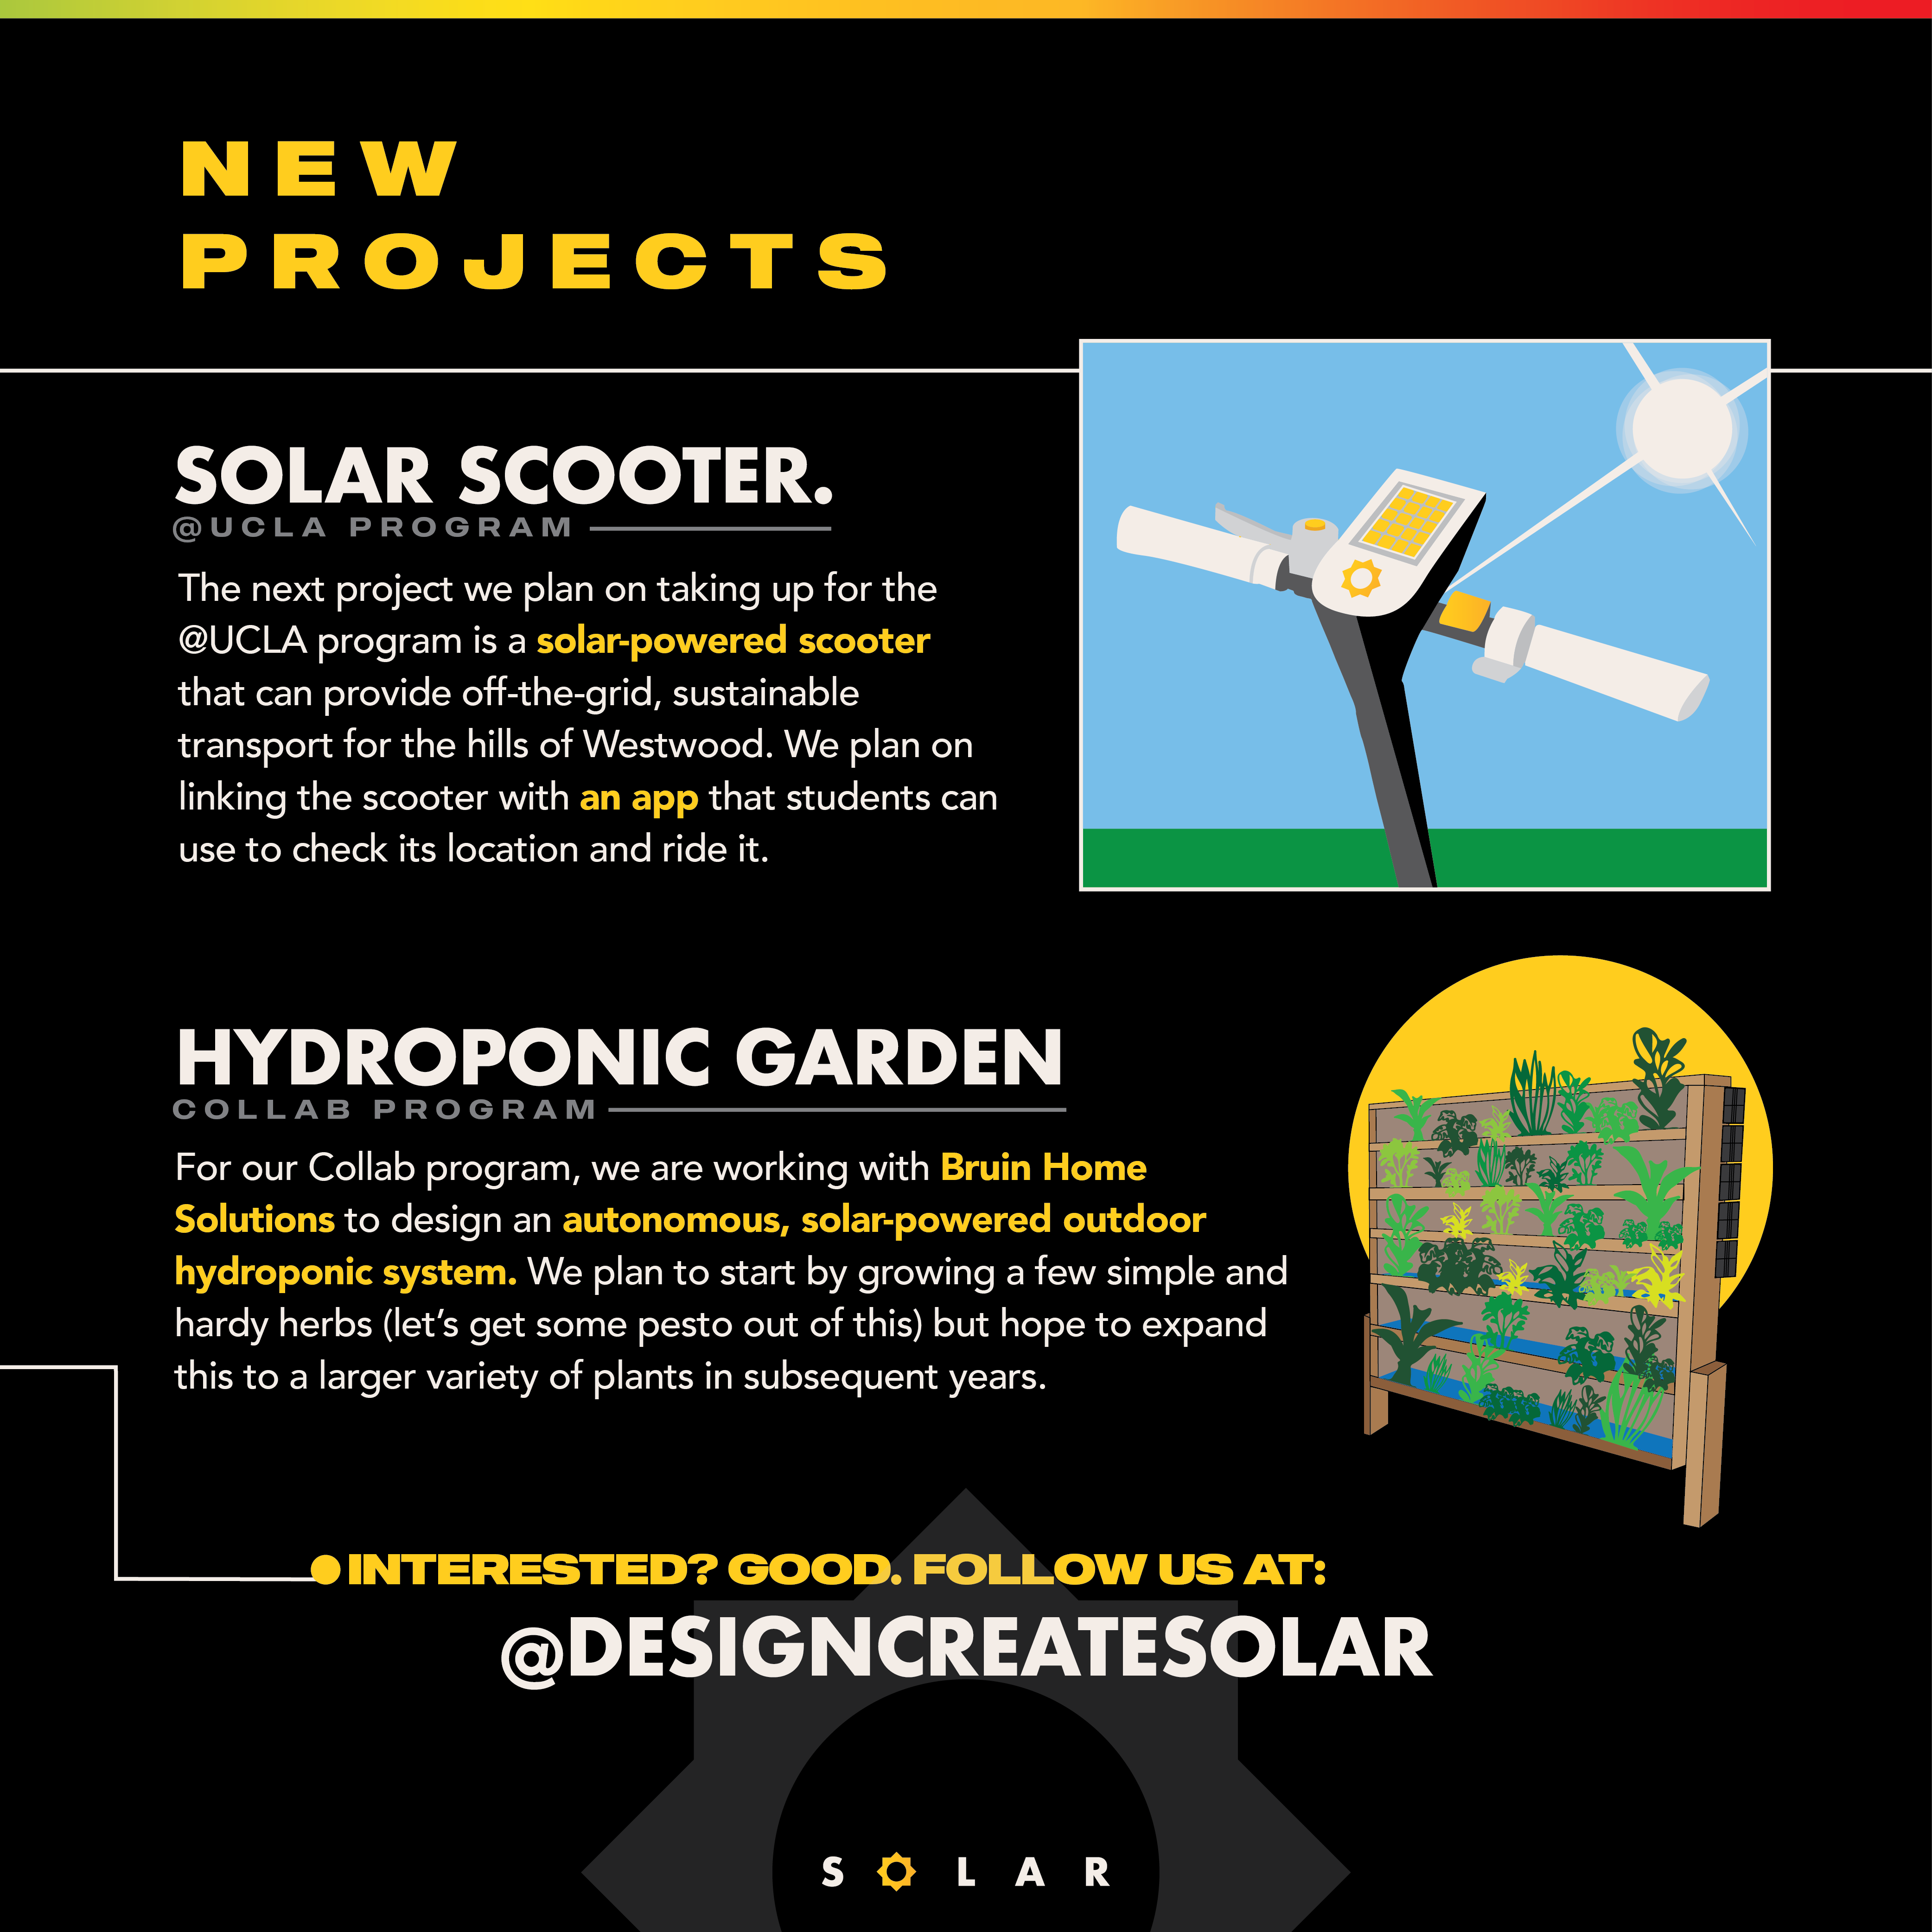 NEW
PROJECTS
SOLAR SCOOTER.
@UCLA PROGRAM
The next project we plan on taking up for the
@UCLA program is a solar-powered scooter
that can provide off-the-grid, sustainable
transport for the hills of Westwood. We plan on
linking the scooter with an app that students can
use to check its location and ride it.
HYDROPONIC GARDEN
COLLAB PROGRAM
For our Collab program, we are working with Bruin Home
Solutions to design an autonomous, solar-powered outdoor
hydroponic system. We plan to start by growing a few simple and
hardy herbs (let’s get some pesto out of this) but hope to expand
this to a larger variety of plants in subsequent years.
INTERESTED? GOOD. FOLLOW US AT:
@DESIGNCREATESOLAR
SOLAR